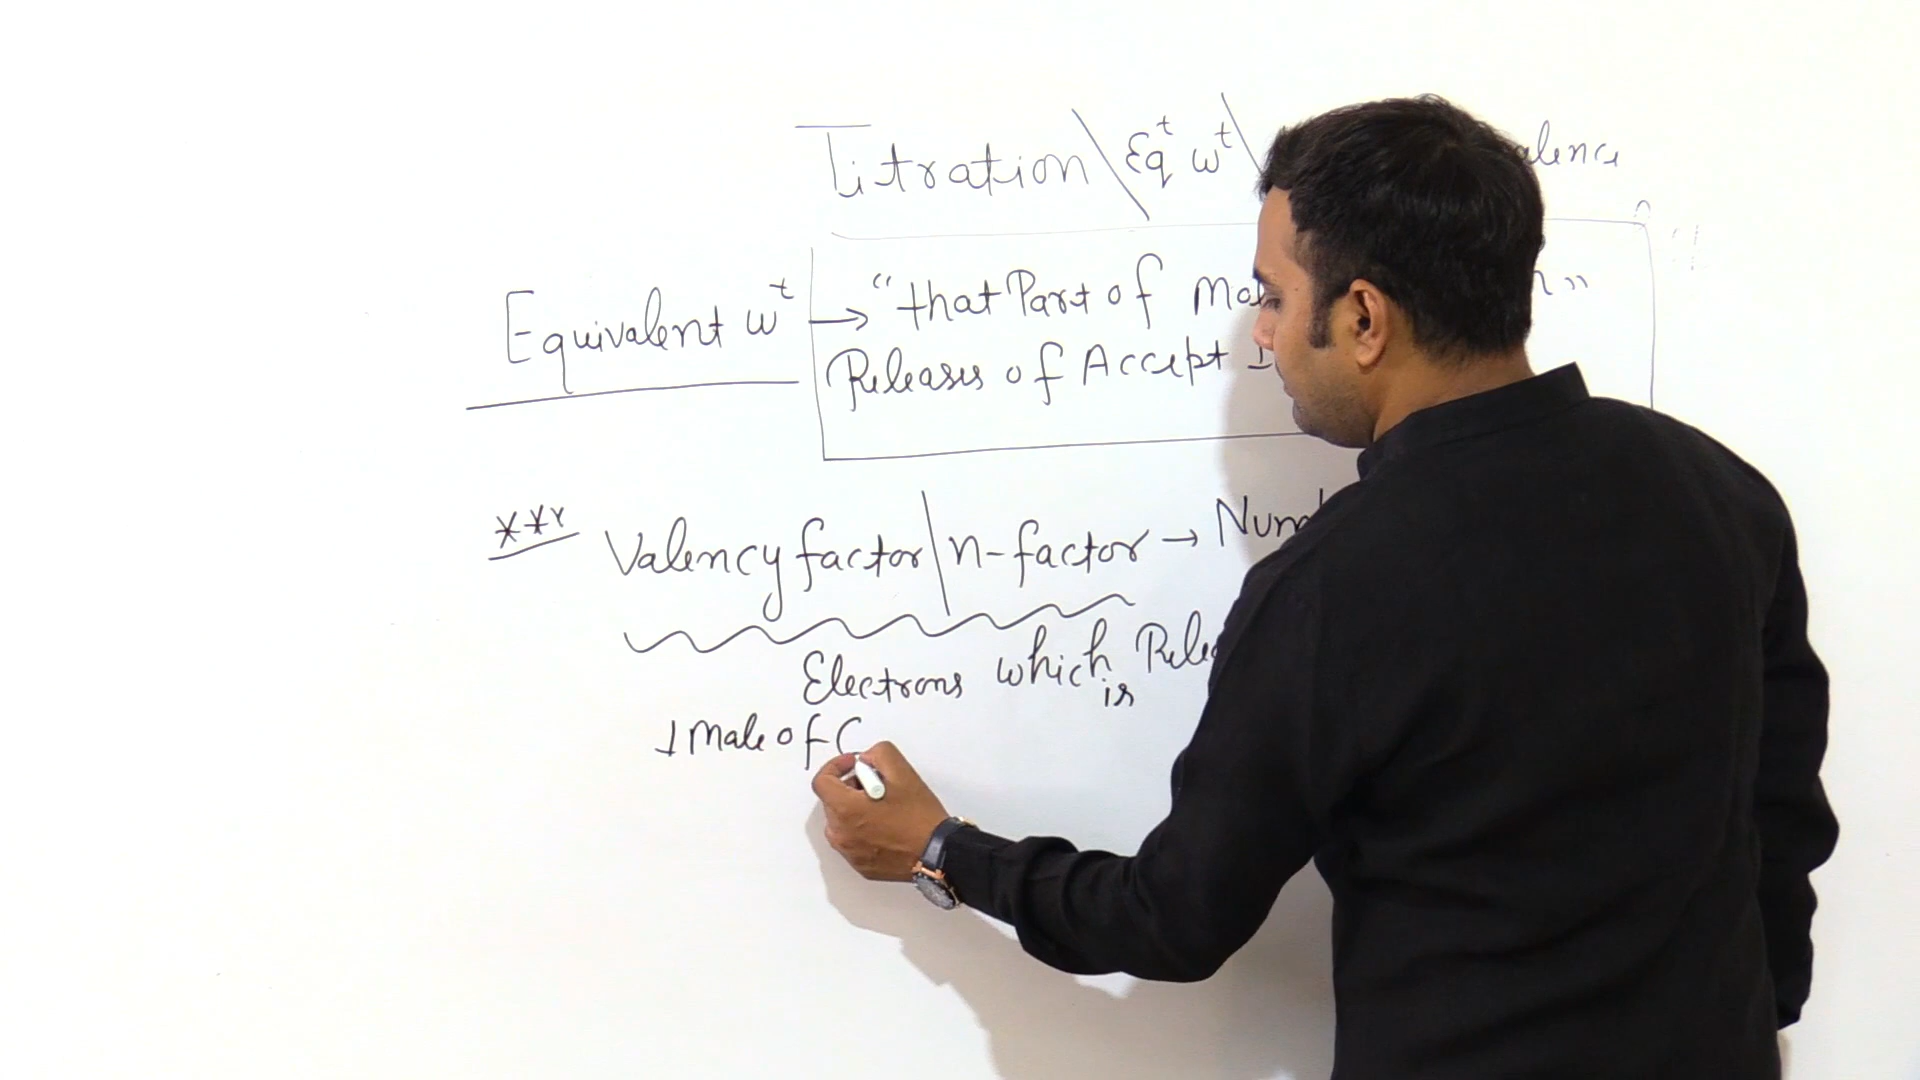 Titration \ Eqt wt \
Equivalent wt → "that Part of
Releases of Accept 1
*** Valency factor | n-factor →
Electrons which is
1 Mole of C